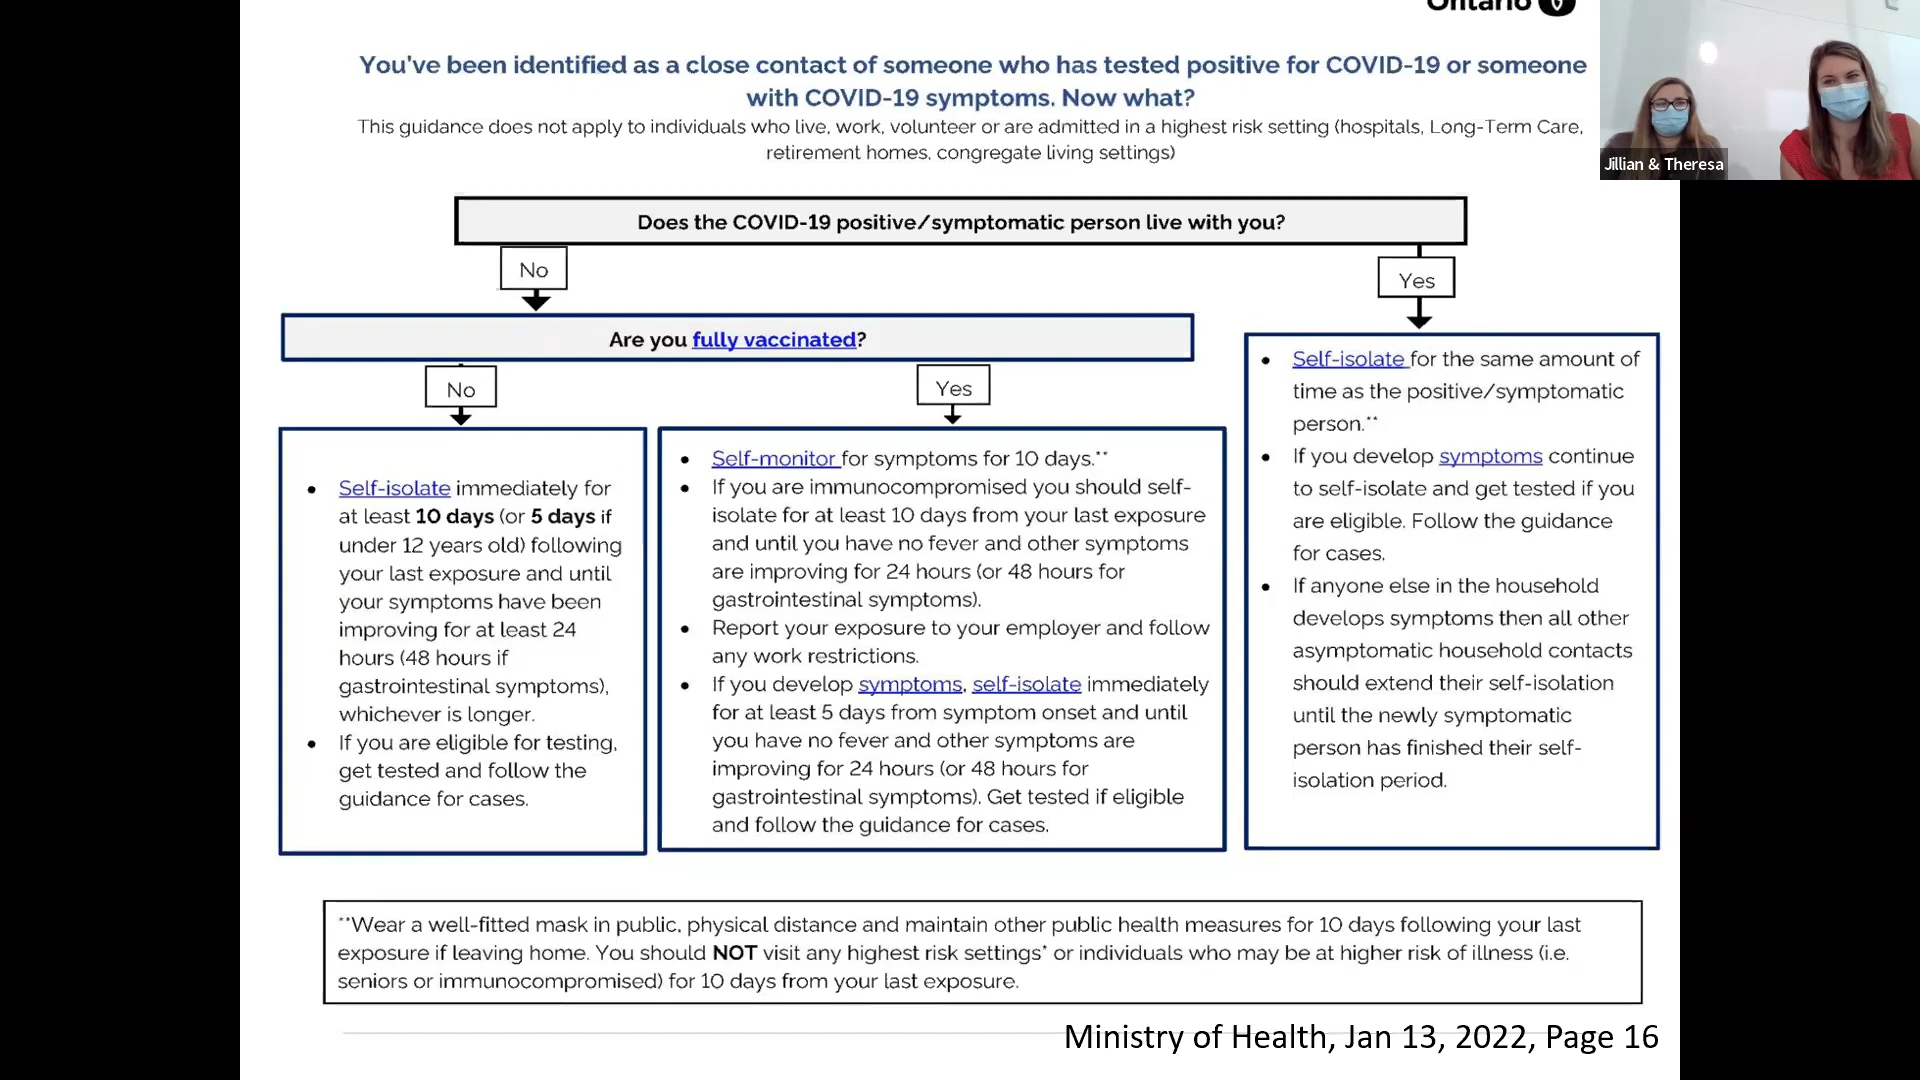 Ontario
You've been identified as a close contact of someone who has tested positive for COVID-19 or someone
with COVID-19 symptoms. Now what?
This guidance does not apply to individuals who live, work, volunteer or are admitted in a highest risk setting (hospitals, Long-Term Care,
retirement homes, congregate living settings)
Jillian & Theresa
Does the COVID-19 positive/symptomatic person live with you?
No
Yes
Are you fully vaccinated?
No
Yes
• Self-isolate immediately for
at least 10 days (or 5 days if
under 12 years old) following
your last exposure and until
your symptoms have been
improving for at least 24
hours (48 hours if
gastrointestinal symptoms),
whichever is longer.
• If you are eligible for testing,
get tested and follow the
guidance for cases.
• Self-monitor for symptoms for 10 days.**
• If you are immunocompromised you should self-
isolate for at least 10 days from your last exposure
and until you have no fever and other symptoms
are improving for 24 hours (or 48 hours for
gastrointestinal symptoms).
• Report your exposure to your employer and follow
any work restrictions.
• If you develop symptoms, self-isolate immediately
for at least 5 days from symptom onset and until
you have no fever and other symptoms are
improving for 24 hours (or 48 hours for
gastrointestinal symptoms). Get tested if eligible
and follow the guidance for cases.
• Self-isolate for the same amount of
time as the positive/symptomatic
person.**
• If you develop symptoms continue
to self-isolate and get tested if you
are eligible. Follow the guidance
for cases.
• If anyone else in the household
develops symptoms then all other
asymptomatic household contacts
should extend their self-isolation
until the newly symptomatic
person has finished their self-
isolation period.
**Wear a well-fitted mask in public, physical distance and maintain other public health measures for 10 days following your last
exposure if leaving home. You should NOT visit any highest risk settings* or individuals who may be at higher risk of illness (i.e.
seniors or immunocompromised) for 10 days from your last exposure.
Ministry of Health, Jan 13, 2022, Page 16